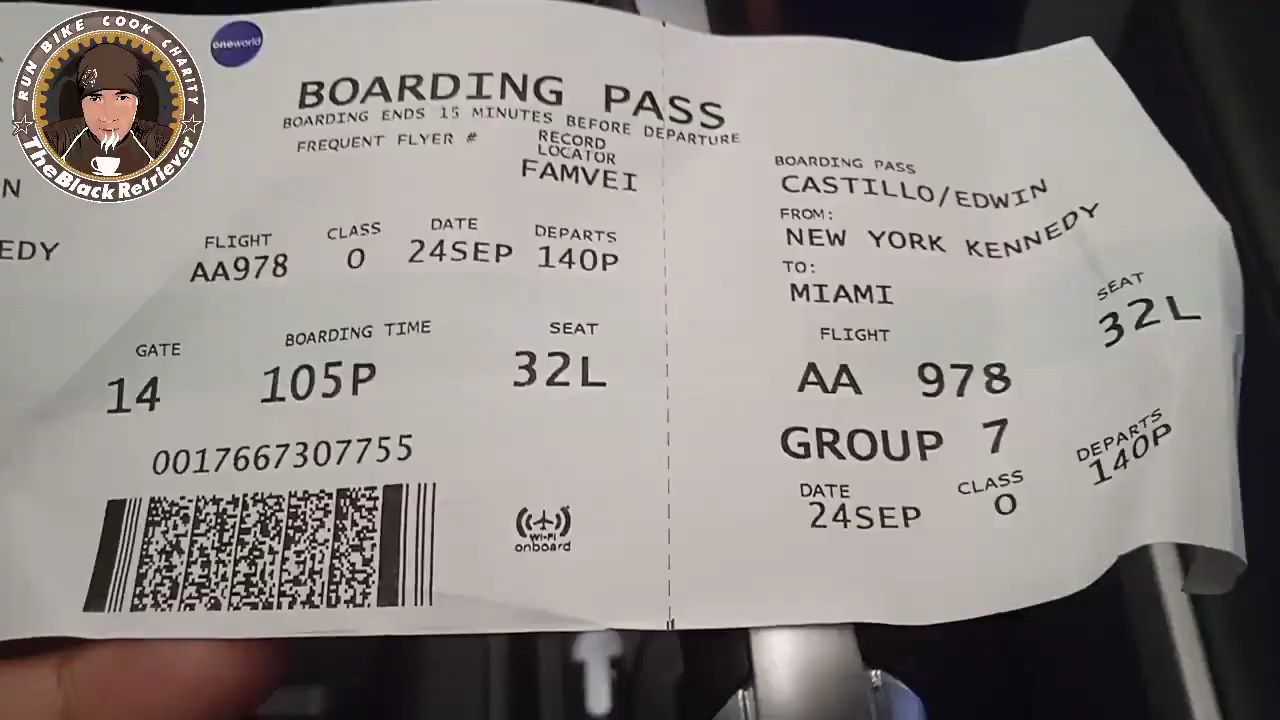 RUN BIKE COOK CHARITY
TheBlackRetriever
oneworld
BOARDING PASS
BOARDING ENDS 15 MINUTES BEFORE DEPARTURE
FREQUENT FLYER #
RECORD
LOCATOR
FAMVEI
N
EDY
FLIGHT CLASS DATE DEPARTS
AA978 O 24SEP 140P
GATE BOARDING TIME SEAT
14 105P 32L
0017667307755
WI-FI
onboard
BOARDING PASS
CASTILLO/EDWIN
FROM:
NEW YORK KENNEDY
TO:
MIAMI
SEAT
32L
FLIGHT
AA 978
GROUP 7
DEPARTS
140P
DATE CLASS
24SEP O